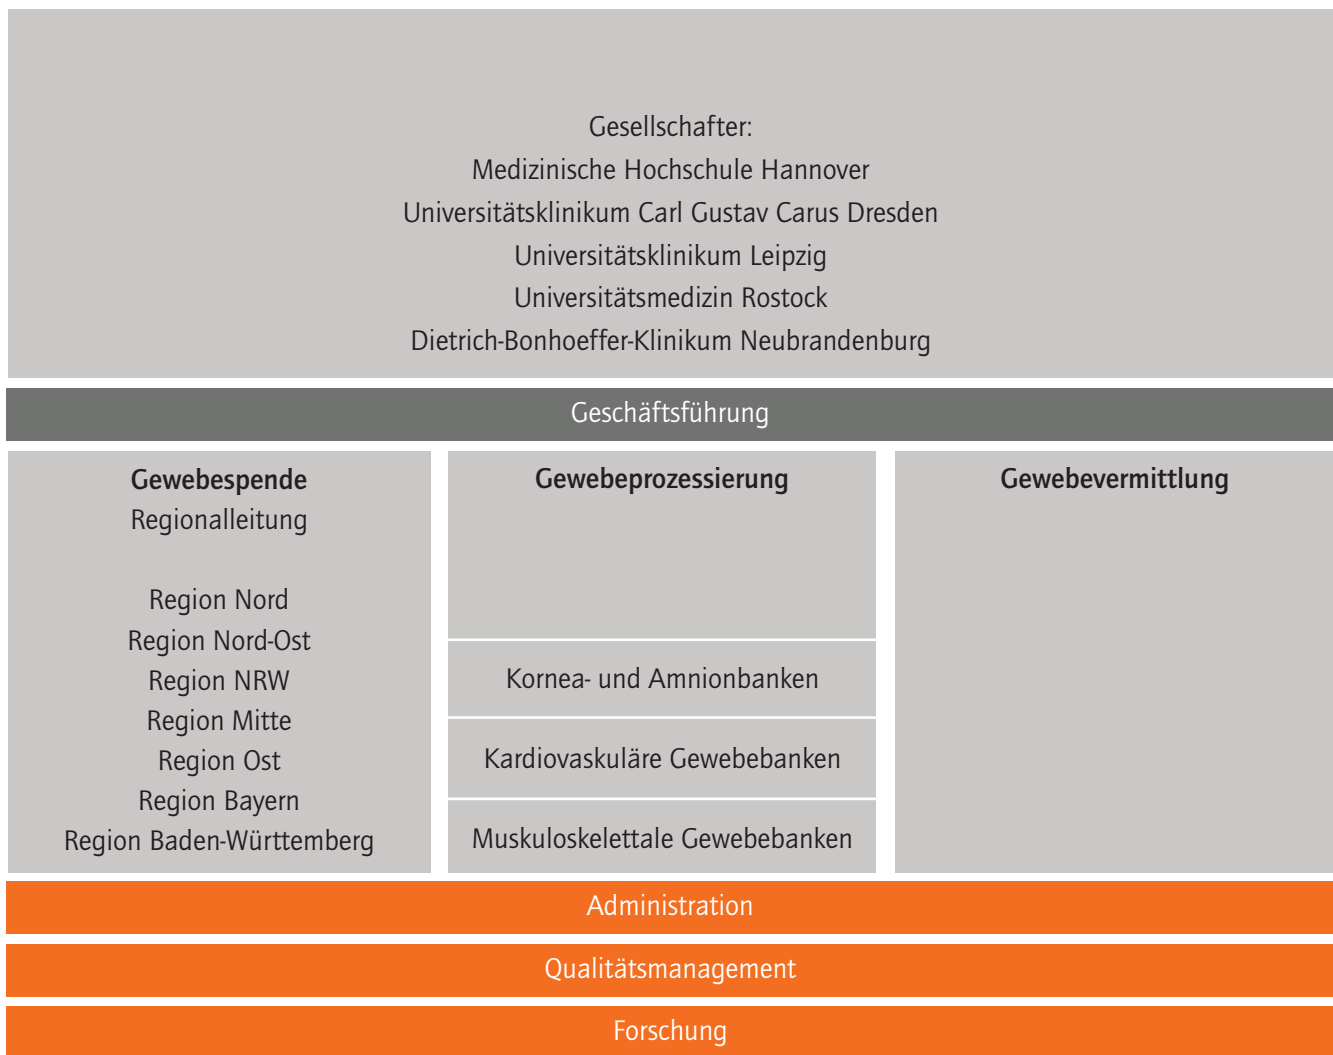 Gesellschafter:
Medizinische Hochschule Hannover
Universitätsklinikum Carl Gustav Carus Dresden
Universitätsklinikum Leipzig
Universitätsmedizin Rostock
Dietrich-Bonhoeffer-Klinikum Neubrandenburg
Geschäftsführung
Gewebespende
Regionalleitung
Region Nord
Region Nord-Ost
Region NRW
Region Mitte
Region Ost
Region Bayern
Region Baden-Württemberg
Gewebeprozessierung
Kornea- und Amnionbanken
Kardiovaskuläre Gewebebanken
Muskuloskelettale Gewebebanken
Gewebevermittlung
Administration
Qualitätsmanagement
Forschung